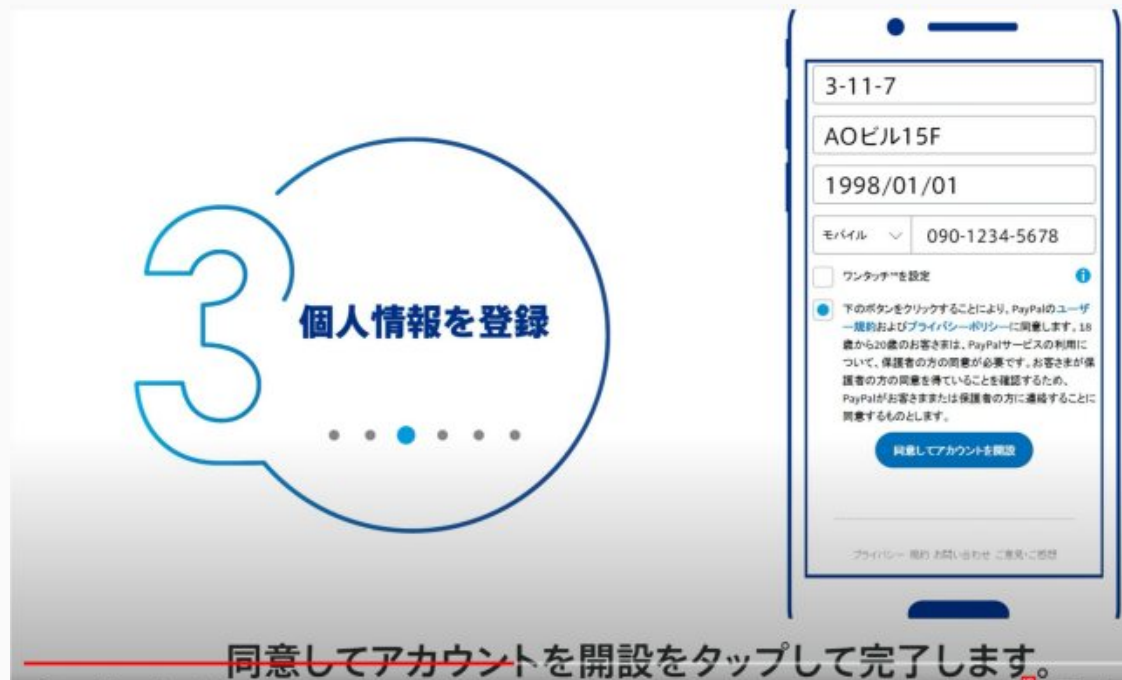 3
個人情報を登録
3-11-7
AOビル15F
1998/01/01
モバイル 090-1234-5678
ワンタッチ™を設定
下のボタンをクリックすることにより、PayPalのユーザ
ー規約およびプライバシーポリシーに同意します。18
歳から20歳のお客さまは、PayPalサービスの利用に
ついて、保護者の方の同意が必要です。お客さまが保
護者の方の同意を得ていることを確認するため、
PayPalがお客さままたは保護者の方に連絡することに
同意するものとします。
同意してアカウントを開設
プライバシー 規約 お問い合わせ ご意見・ご感想
同意してアカウントを開設をタップして完了します。